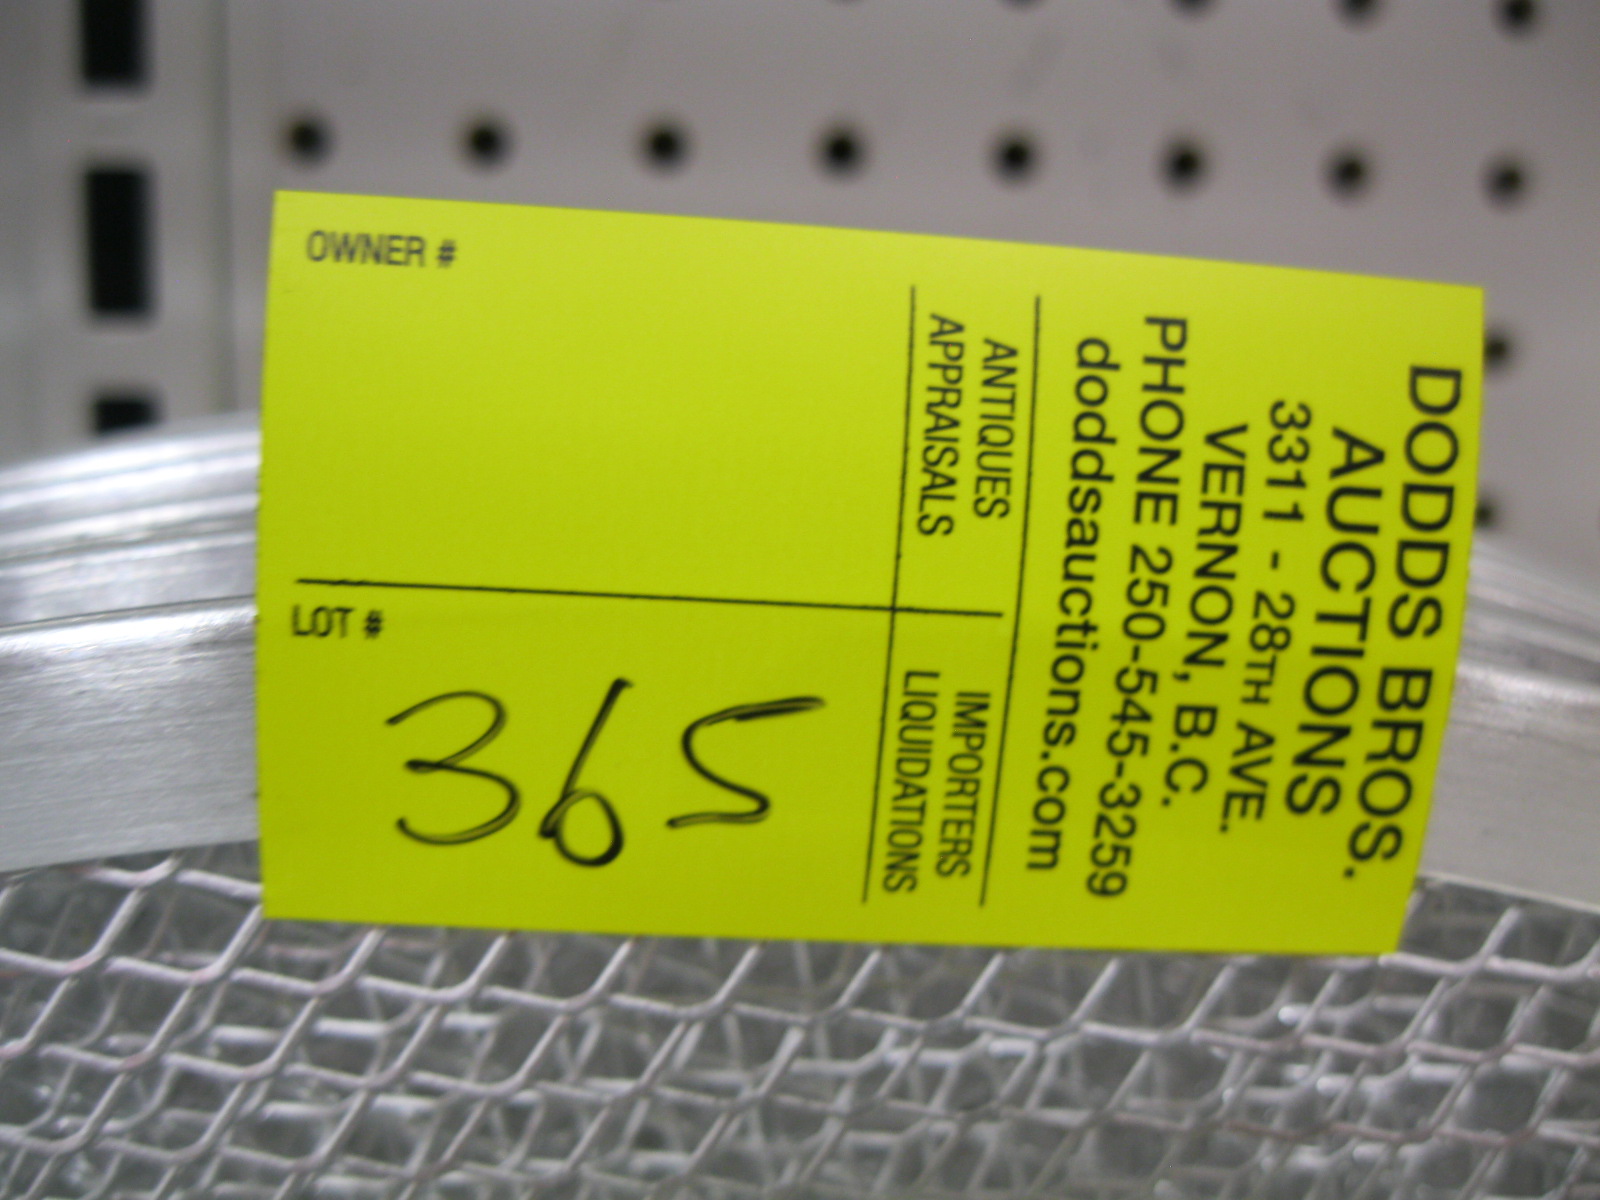 DODDS BROS.
AUCTIONS
3311 - 28TH AVE.
VERNON, B.C.
PHONE 250-545-3259
doddsauctions.com
ANTIQUES
APPRAISALS
IMPORTERS
LIQUIDATIONS
OWNER #
LOT #
365